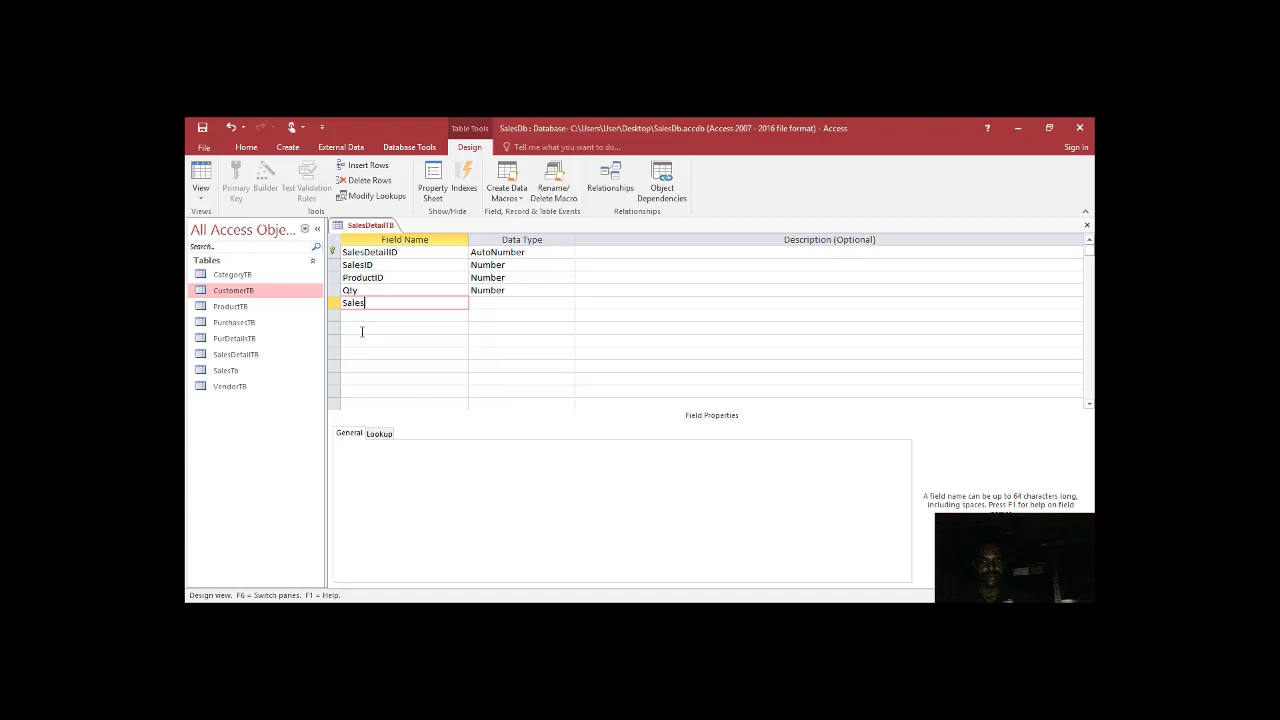 SalesDb : Database- C:\Users\User\Desktop\SalesDb.accdb (Access 2007 - 2016 file format) - Access
Table Tools
?
File
Home
Create
External Data
Database Tools
Design
Tell me what you want to do...
Sign in
View
Primary Key
Builder
Test Validation Rules
Insert Rows
Delete Rows
Modify Lookups
Property Sheet
Indexes
Create Data Macros
Rename/ Delete Macro
Relationships
Object Dependencies
Views
Tools
Show/Hide
Field, Record & Table Events
Relationships
All Access Obje...
Search...
Tables
CategoryTB
CustomerTB
ProductTB
PurchasesTB
PurDetailsTB
SalesDetailTB
SalesTb
VendorTB
SalesDetailTB
Field Name Data Type Description (Optional)
SalesDetailID AutoNumber
SalesID Number
ProductID Number
Qty Number
Sales
Field Properties
General Lookup
A field name can be up to 64 characters long,
including spaces. Press F1 for help on field
Design view. F6 = Switch panes. F1 = Help.